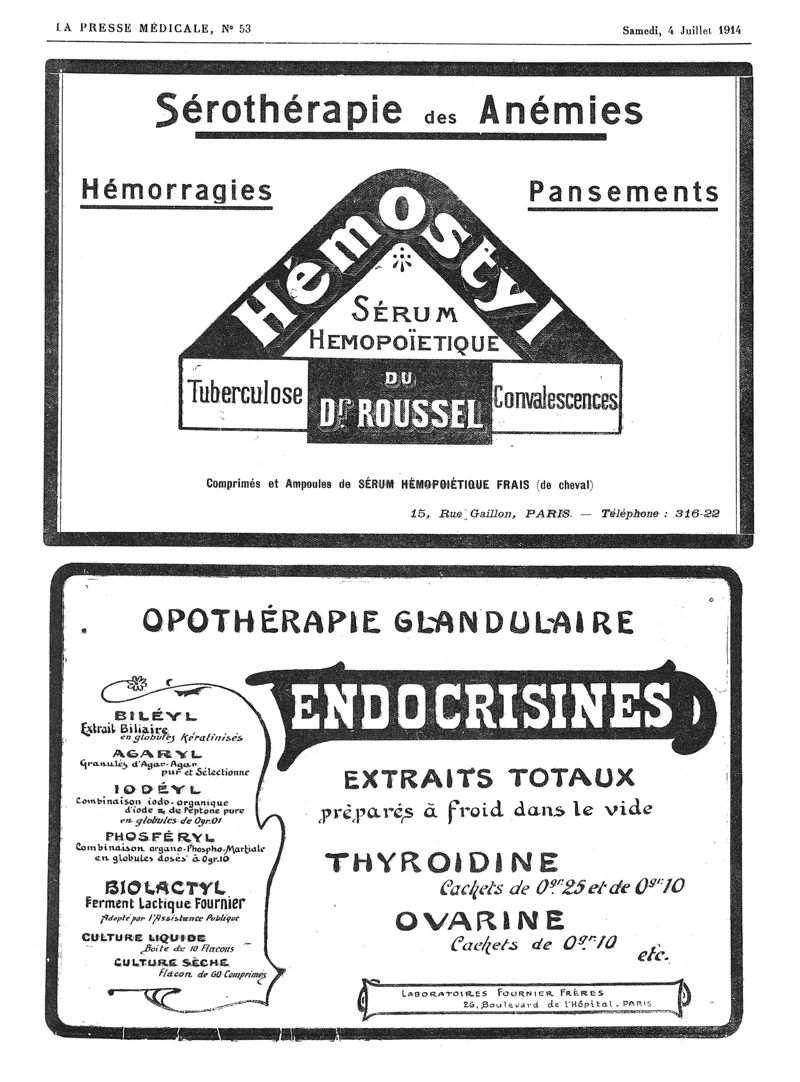 LA PRESSE MÉDICALE, Nº 53
Samedi, 4 Juillet 1914
Sérothérapie des Anémies
Hémorragies
Pansements
HémOstyl
SÉRUM
HEMOPOÏETIQUE
DU
Dr ROUSSEL
Tuberculose
Convalescences
Comprimés et Ampoules de SÉRUM HÉMOPOIÉTIQUE FRAIS (de cheval)
15, Rue Gaillon, PARIS. — Téléphone : 316-22
OPOTHÉRAPIE GLANDULAIRE
ENDOCRISINES
EXTRAITS TOTAUX
préparés à froid dans le vide
THYROIDINE
Cachets de 0gr.25 et de 0gr.10
OVARINE
Cachets de 0gr.10
etc.
BILÉYL
Extrait Biliaire
en globules Kératinisés
AGARYL
Granulés d'Agar-Agar
pur et Sélectionne
IODÉYL
Combinaison iodo-organique
d'iode & de Peptone pure
en globules de 0gr.01
PHOSFÉRYL
Combinaison organo-Phospho-Martiale
en globules dosés à 0gr.10
BIOLACTYL
Ferment Lactique Fournier
Adopté par l'Assistance Publique
CULTURE LIQUIDE
Boîte de 10 Flacons
CULTURE SÈCHE
Flacon de 60 Comprimés
LABORATOIRES FOURNIER FRÈRES
26, Boulevard de l'Hôpital - PARIS